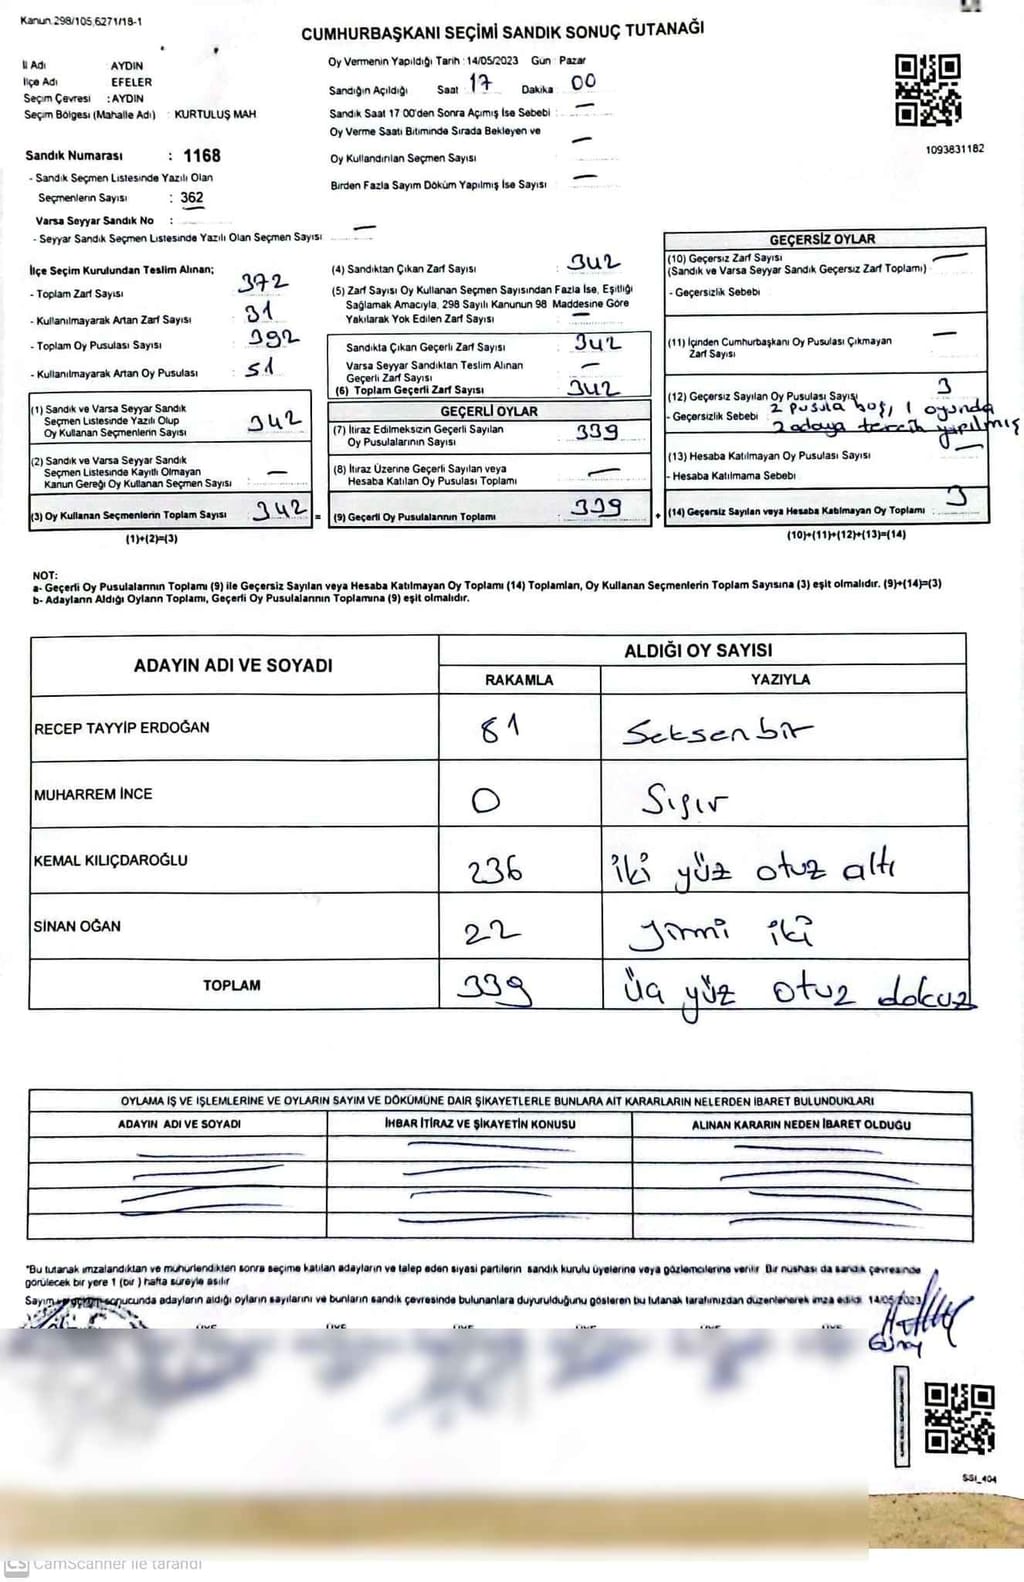 Kanun.298/105,6271/18-1
CUMHURBAŞKANI SEÇİMİ SANDIK SONUÇ TUTANAĞI
İl Adı AYDIN
İlçe Adı EFELER
Seçim Çevresi : AYDIN
Seçim Bölgesi (Mahalle Adı) : KURTULUŞ MAH
Sandık Numarası : 1168
- Sandık Seçmen Listesinde Yazılı Olan
Seçmenlerin Sayısı : 362
Varsa Seyyar Sandık No :
- Seyyar Sandık Seçmen Listesinde Yazılı Olan Seçmen Sayısı —
Oy Vermenin Yapıldığı Tarih : 14/05/2023 Gün : Pazar
Sandığın Açıldığı Saat 17 Dakika 00
Sandık Saat 17 00'den Sonra Açımış İse Sebebi : —
Oy Verme Saati Bitiminde Sırada Bekleyen ve
Oy Kullandırılan Seçmen Sayısı —
Birden Fazla Sayım Döküm Yapılmış İse Sayısı —
1093831182
İlçe Seçim Kurulundan Teslim Alınan;
- Toplam Zarf Sayısı : 372
- Kullanılmayarak Artan Zarf Sayısı : 31
- Toplam Oy Pusulası Sayısı : 392
- Kullanılmayarak Artan Oy Pusulası : 51
(1) Sandık ve Varsa Seyyar Sandık
Seçmen Listesinde Yazılı Olup
Oy Kullanan Seçmenlerin Sayısı : 342
(2) Sandık ve Varsa Seyyar Sandık
Seçmen Listesinde Kayıtlı Olmayan
Kanun Gereği Oy Kullanan Seçmen Sayısı : —
(3) Oy Kullanan Seçmenlerin Toplam Sayısı : 342 =
(1)+(2)=(3)
(4) Sandıktan Çıkan Zarf Sayısı : 342
(5) Zarf Sayısı Oy Kullanan Seçmen Sayısından Fazla İse, Eşitliği
Sağlamak Amacıyla, 298 Sayılı Kanunun 98 Maddesine Göre
Yakılarak Yok Edilen Zarf Sayısı : —
Sandıkta Çıkan Geçerli Zarf Sayısı : 342
Varsa Seyyar Sandıktan Teslim Alınan
Geçerli Zarf Sayısı : —
(6) Toplam Geçerli Zarf Sayısı : 342
GEÇERLİ OYLAR
(7) İtiraz Edilmeksizin Geçerli Sayılan
Oy Pusulalarının Sayısı : 339
(8) İtiraz Üzerine Geçerli Sayılan veya
Hesaba Katılan Oy Pusulası Toplamı : —
(9) Geçerli Oy Pusulalarının Toplamı : 339 +
GEÇERSİZ OYLAR
(10) Geçersiz Zarf Sayısı
(Sandık ve Varsa Seyyar Sandık Geçersız Zarf Toplamı) : —
- Geçersizlik Sebebi :
(11) İçinden Cumhurbaşkanı Oy Pusulası Çıkmayan
Zarf Sayısı : —
(12) Geçersiz Sayılan Oy Pusulası Sayısı 3
- Geçersizlik Sebebi 2 pusula boş, 1 oyunda
2 adaya tercih yapılmış
(13) Hesaba Katılmayan Oy Pusulası Sayısı : —
- Hesaba Katılmama Sebebi
(14) Geçersiz Sayılan veya Hesaba Katılmayan Oy Toplamı : 3
(10)+(11)+(12)+(13)=(14)
NOT:
a- Geçerli Oy Pusulalarının Toplamı (9) ile Geçersiz Sayılan veya Hesaba Katılmayan Oy Toplamı (14) Toplamları, Oy Kullanan Seçmenlerin Toplam Sayısına (3) eşit olmalıdır. (9)+(14)=(3)
b- Adayların Aldığı Oyların Toplamı, Geçerli Oy Pusulalarının Toplamına (9) eşit olmalıdır.
ADAYIN ADI VE SOYADI ALDIĞI OY SAYISI
RAKAMLA YAZIYLA
RECEP TAYYİP ERDOĞAN 81 Seksenbir
MUHARREM İNCE 0 Sıfır
KEMAL KILIÇDAROĞLU 236 iki yüz otuz altı
SİNAN OĞAN 22 yirmi iki
TOPLAM 339 Üç yüz otuz dokuz
OYLAMA İŞ VE İŞLEMLERİNE VE OYLARIN SAYIM VE DÖKÜMÜNE DAİR ŞİKAYETLERLE BUNLARA AİT KARARLARIN NELERDEN İBARET BULUNDUKLARI
ADAYIN ADI VE SOYADI İHBAR İTİRAZ VE ŞİKAYETİN KONUSU ALINAN KARARIN NEDEN İBARET OLDUĞU
*Bu tutanak imzalandıktan ve mühürlendikten sonra seçime katılan adayların ve talep eden siyasi partilerin sandık kurulu üyelerine veya gözlemcilerine verilir Bir nüshası da sandık çevresinde
görülecek bir yere 1 (bir ) hafta süreyle asılır
Sayım sonucunda adayların aldığı oyların sayılarını ve bunların sandık çevresinde bulunanlara duyurulduğunu gösteren bu tutanak tarafımızdan düzenlenerek imza edildi 14/05/2023
SSI_404
CS CamScanner ile tarandı